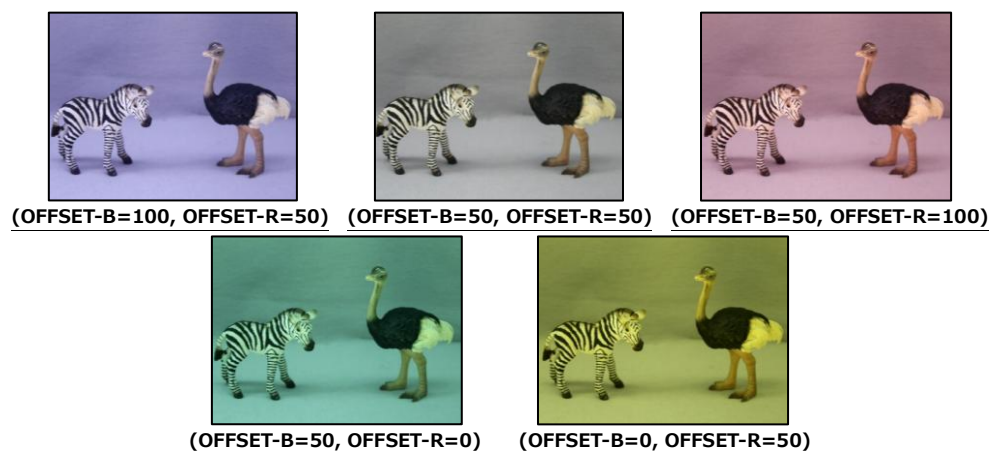 (OFFSET-B=100, OFFSET-R=50)
(OFFSET-B=50, OFFSET-R=50)
(OFFSET-B=50, OFFSET-R=100)
(OFFSET-B=50, OFFSET-R=0)
(OFFSET-B=0, OFFSET-R=50)